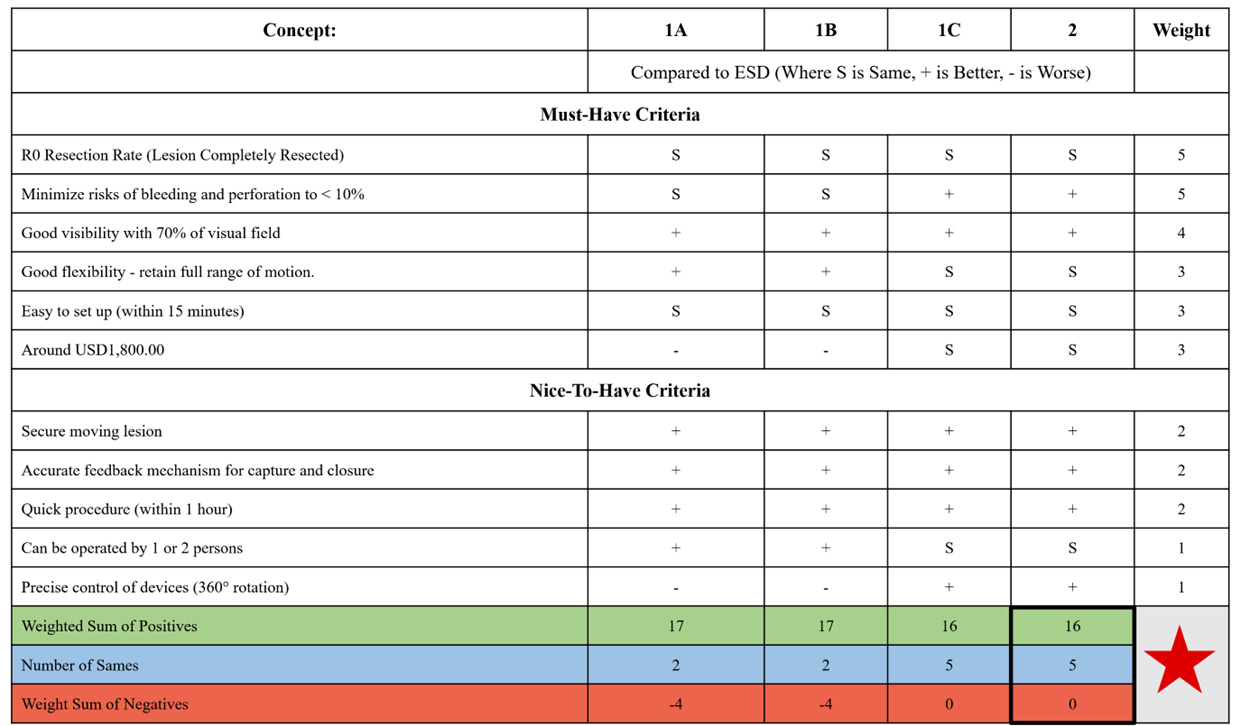 Concept: 1A 1B 1C 2 Weight
Compared to ESD (Where S is Same, + is Better, - is Worse)
Must-Have Criteria
R0 Resection Rate (Lesion Completely Resected) S S S S 5
Minimize risks of bleeding and perforation to < 10% S S + + 5
Good visibility with 70% of visual field + + + + 4
Good flexibility - retain full range of motion. + + S S 3
Easy to set up (within 15 minutes) S S S S 3
Around USD1,800.00 - - S S 3
Nice-To-Have Criteria
Secure moving lesion + + + + 2
Accurate feedback mechanism for capture and closure + + + + 2
Quick procedure (within 1 hour) + + + + 2
Can be operated by 1 or 2 persons + + S S 1
Precise control of devices (360° rotation) - - + + 1
Weighted Sum of Positives 17 17 16 16
Number of Sames 2 2 5 5
Weight Sum of Negatives -4 -4 0 0